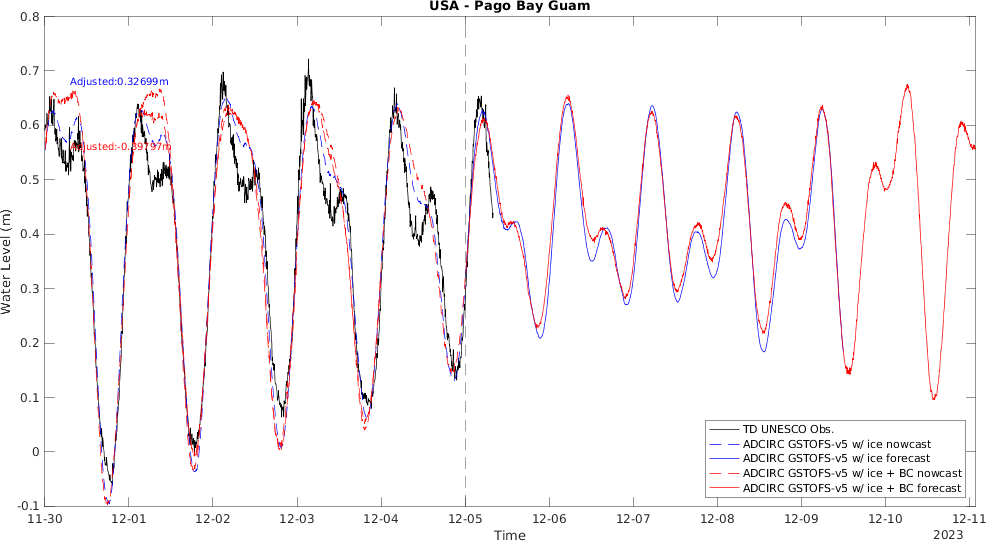 USA - Pago Bay Guam
0.8
0.7
0.6
0.5
0.4
0.3
0.2
0.1
0
-0.1
Water Level (m)
Adjusted:0.32699m
Adjusted:-0.39797m
TD UNESCO Obs.
ADCIRC GSTOFS-v5 w/ ice nowcast
ADCIRC GSTOFS-v5 w/ ice forecast
ADCIRC GSTOFS-v5 w/ ice + BC nowcast
ADCIRC GSTOFS-v5 w/ ice + BC forecast
11-30 12-01 12-02 12-03 12-04 12-05 12-06 12-07 12-08 12-09 12-10 12-11
Time
2023